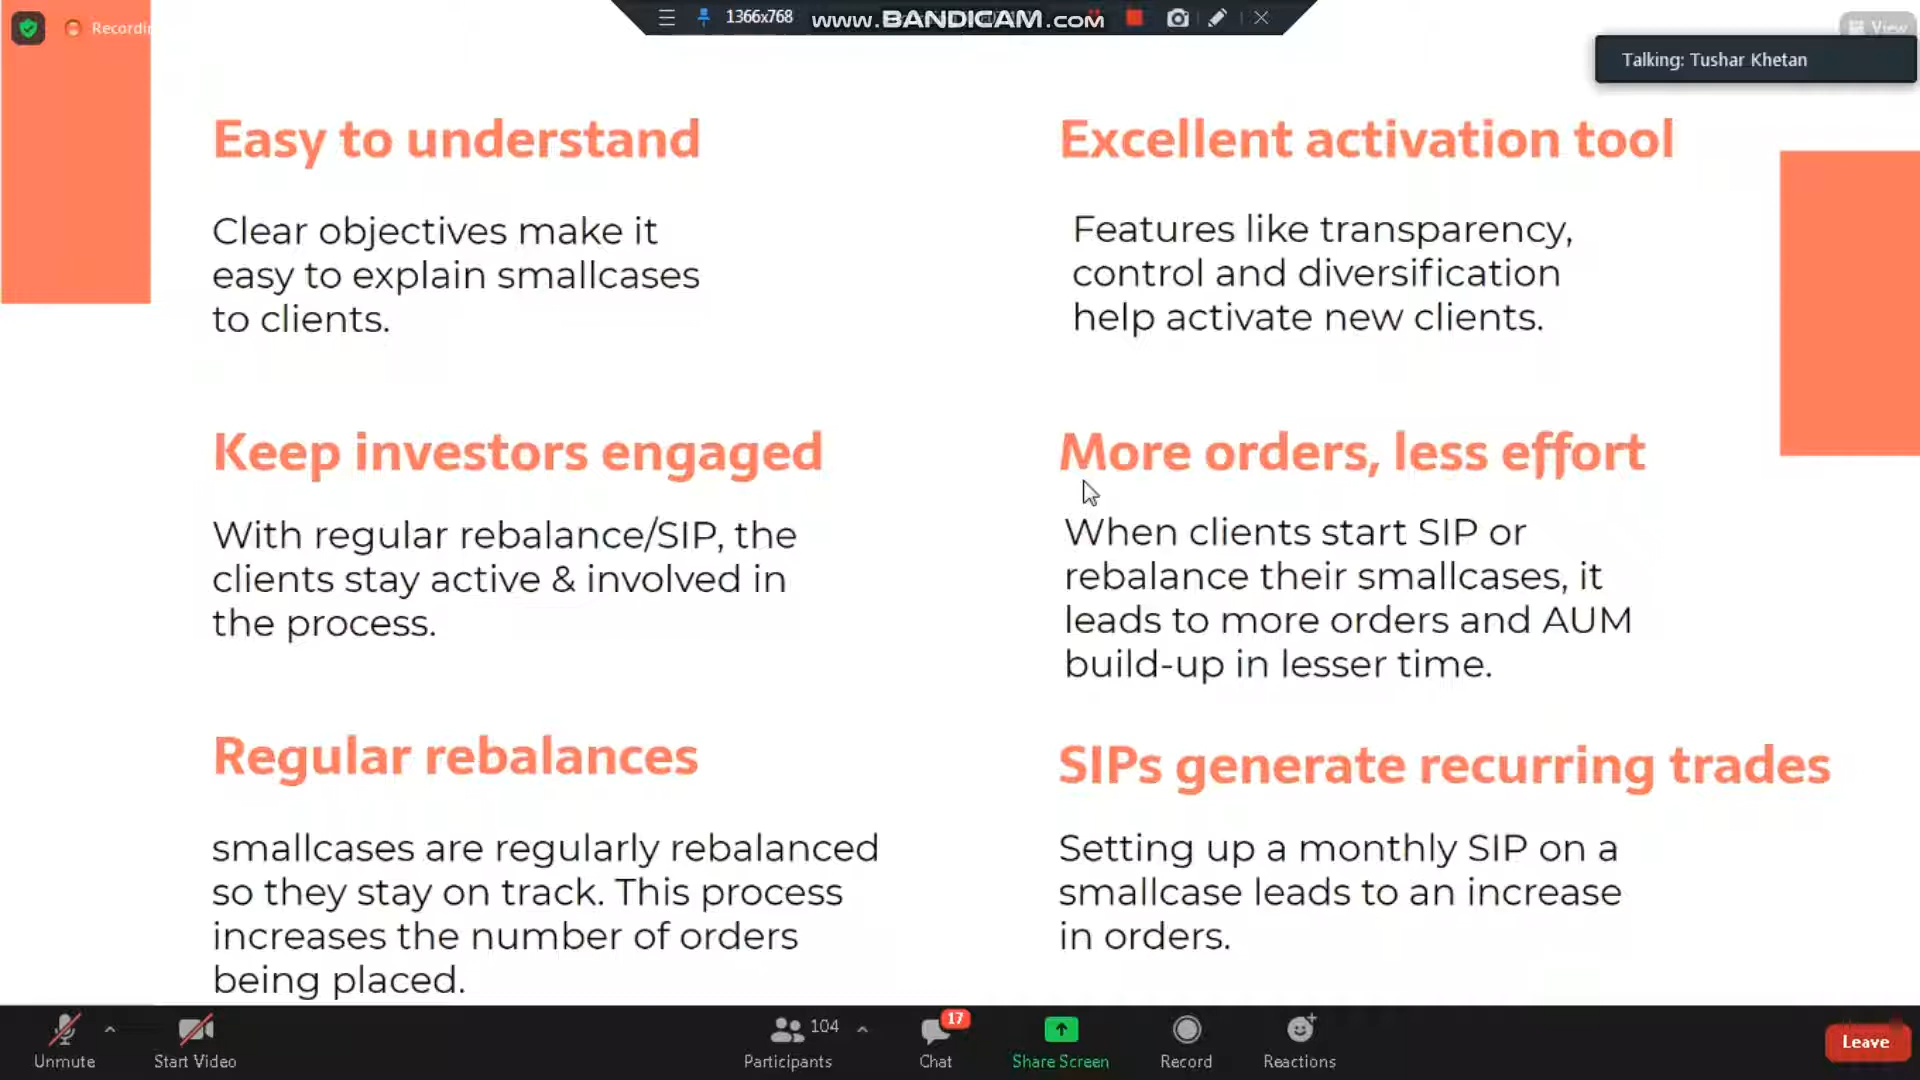 1366x768
www.BANDICAM.com
Recordin
View
Talking: Tushar Khetan
Easy to understand
Clear objectives make it
easy to explain smallcases
to clients.
Excellent activation tool
Features like transparency,
control and diversification
help activate new clients.
Keep investors engaged
With regular rebalance/SIP, the
clients stay active & involved in
the process.
More orders, less effort
When clients start SIP or
rebalance their smallcases, it
leads to more orders and AUM
build-up in lesser time.
Regular rebalances
smallcases are regularly rebalanced
so they stay on track. This process
increases the number of orders
being placed.
SIPs generate recurring trades
Setting up a monthly SIP on a
smallcase leads to an increase
in orders.
Unmute
Start Video
104
Participants
17
Chat
Share Screen
Record
Reactions
Leave